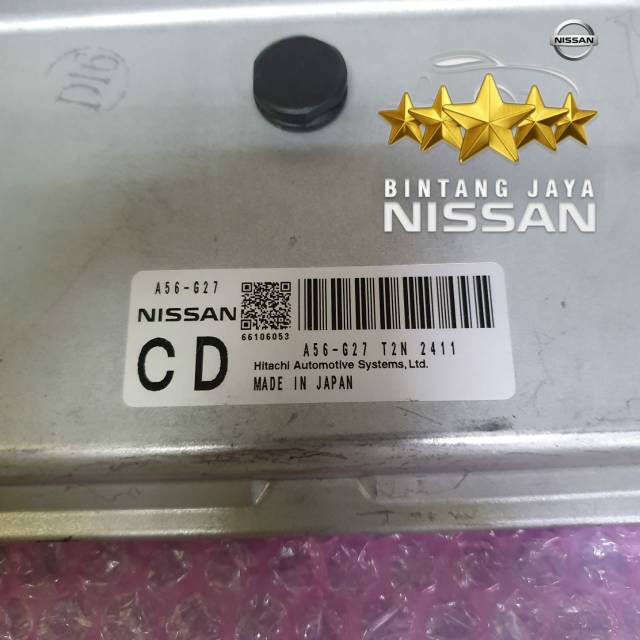 D16
NISSAN
BINTANG JAYA
NISSAN
A56-G27
NISSAN
66106053
CD
A56-G27 T2N 2411
Hitachi Automotive Systems,Ltd.
MADE IN JAPAN